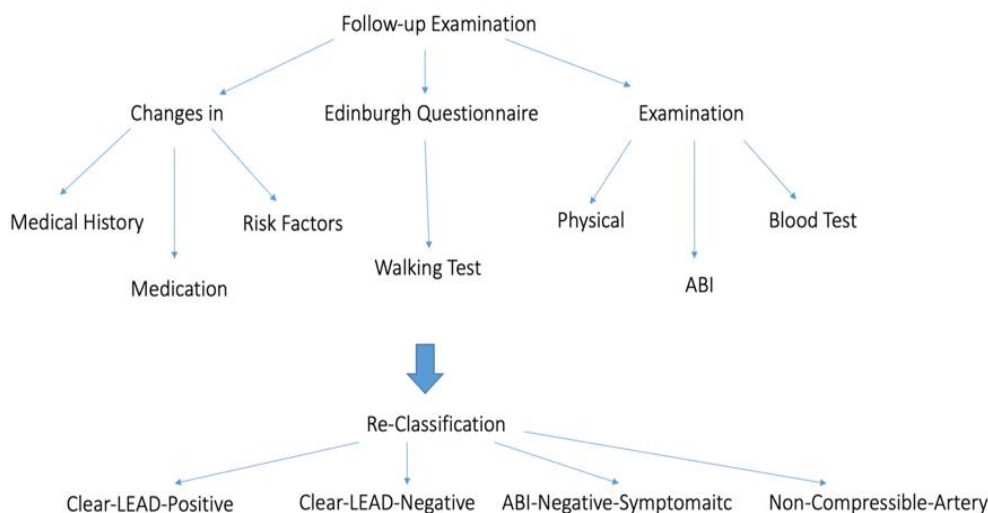 Follow-up Examination
Changes in
Edinburgh Questionnaire
Examination
Medical History
Risk Factors
Physical
Blood Test
Walking Test
Medication
ABI
Re-Classification
Clear-LEAD-Positive
Clear-LEAD-Negative
ABI-Negative-Symptomaitc
Non-Compressible-Artery